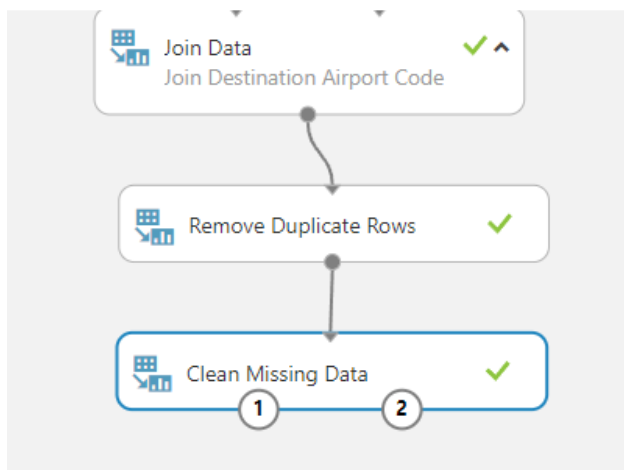 Join Data
Join Destination Airport Code
Remove Duplicate Rows
Clean Missing Data
1
2